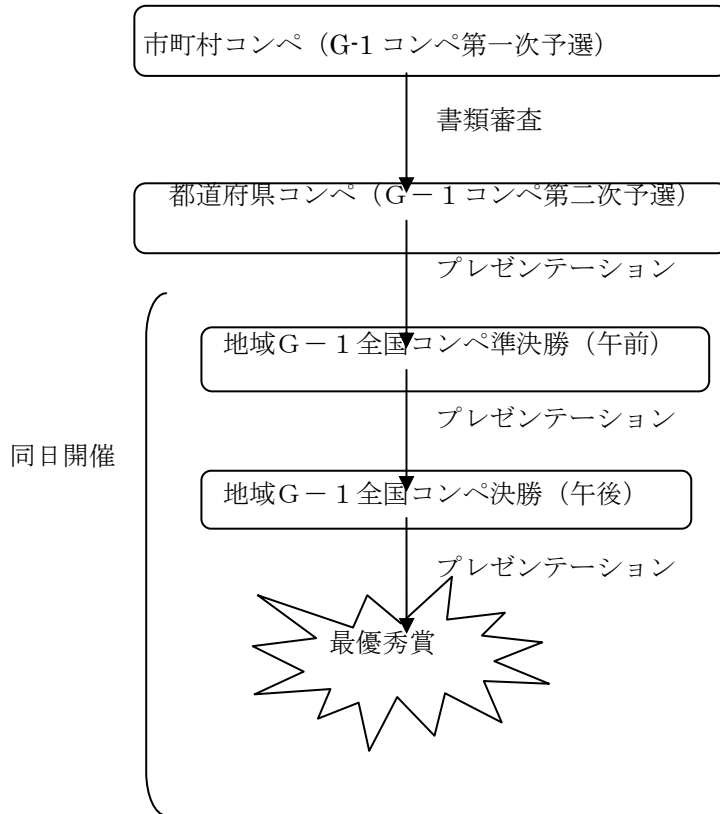 市町村コンペ（G-1 コンペ第一次予選）
書類審査
都道府県コンペ（G－１コンペ第二次予選）
プレゼンテーション
地域G－１全国コンペ準決勝（午前）
プレゼンテーション
同日開催
地域G－１全国コンペ決勝（午後）
プレゼンテーション
最優秀賞